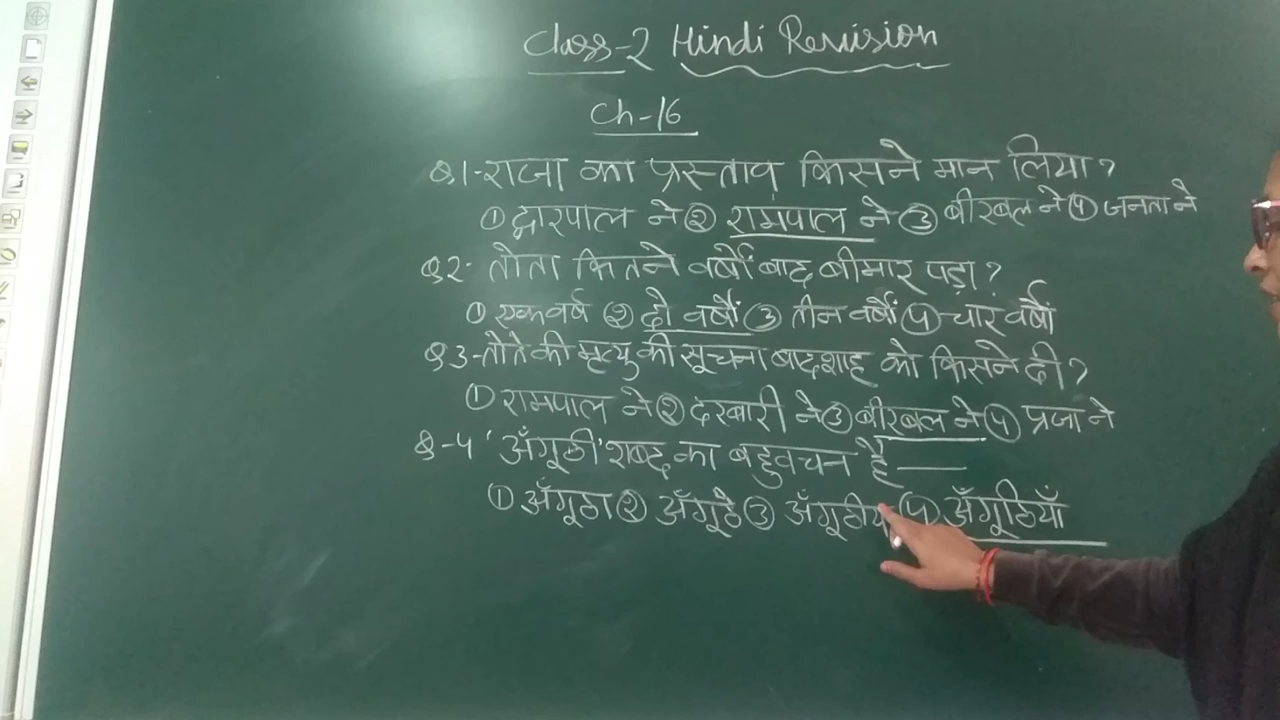 Class-2 Hindi Revision
Ch-16
Q.1-राजा का प्रस्ताव किसने मान लिया?
① द्वारपाल ने ② रामपाल ने ③ बीरबल ने ④ जनता ने
Q2- तोता कितने वर्षों बाद बीमार पड़ा?
① एक वर्ष ② दो वर्षों ③ तीन वर्षों ④ चार वर्षों
Q3-तोते की मृत्यु की सूचना बादशाह को किसने दी?
① रामपाल ने ② दरबारी ने ③ बीरबल ने ④ प्रजा ने
Q-4 'अँगूठी' शब्द का बहुवचन है ——
① अँगूठा ② अँगूठे ③ ④ अँगूठियाँ